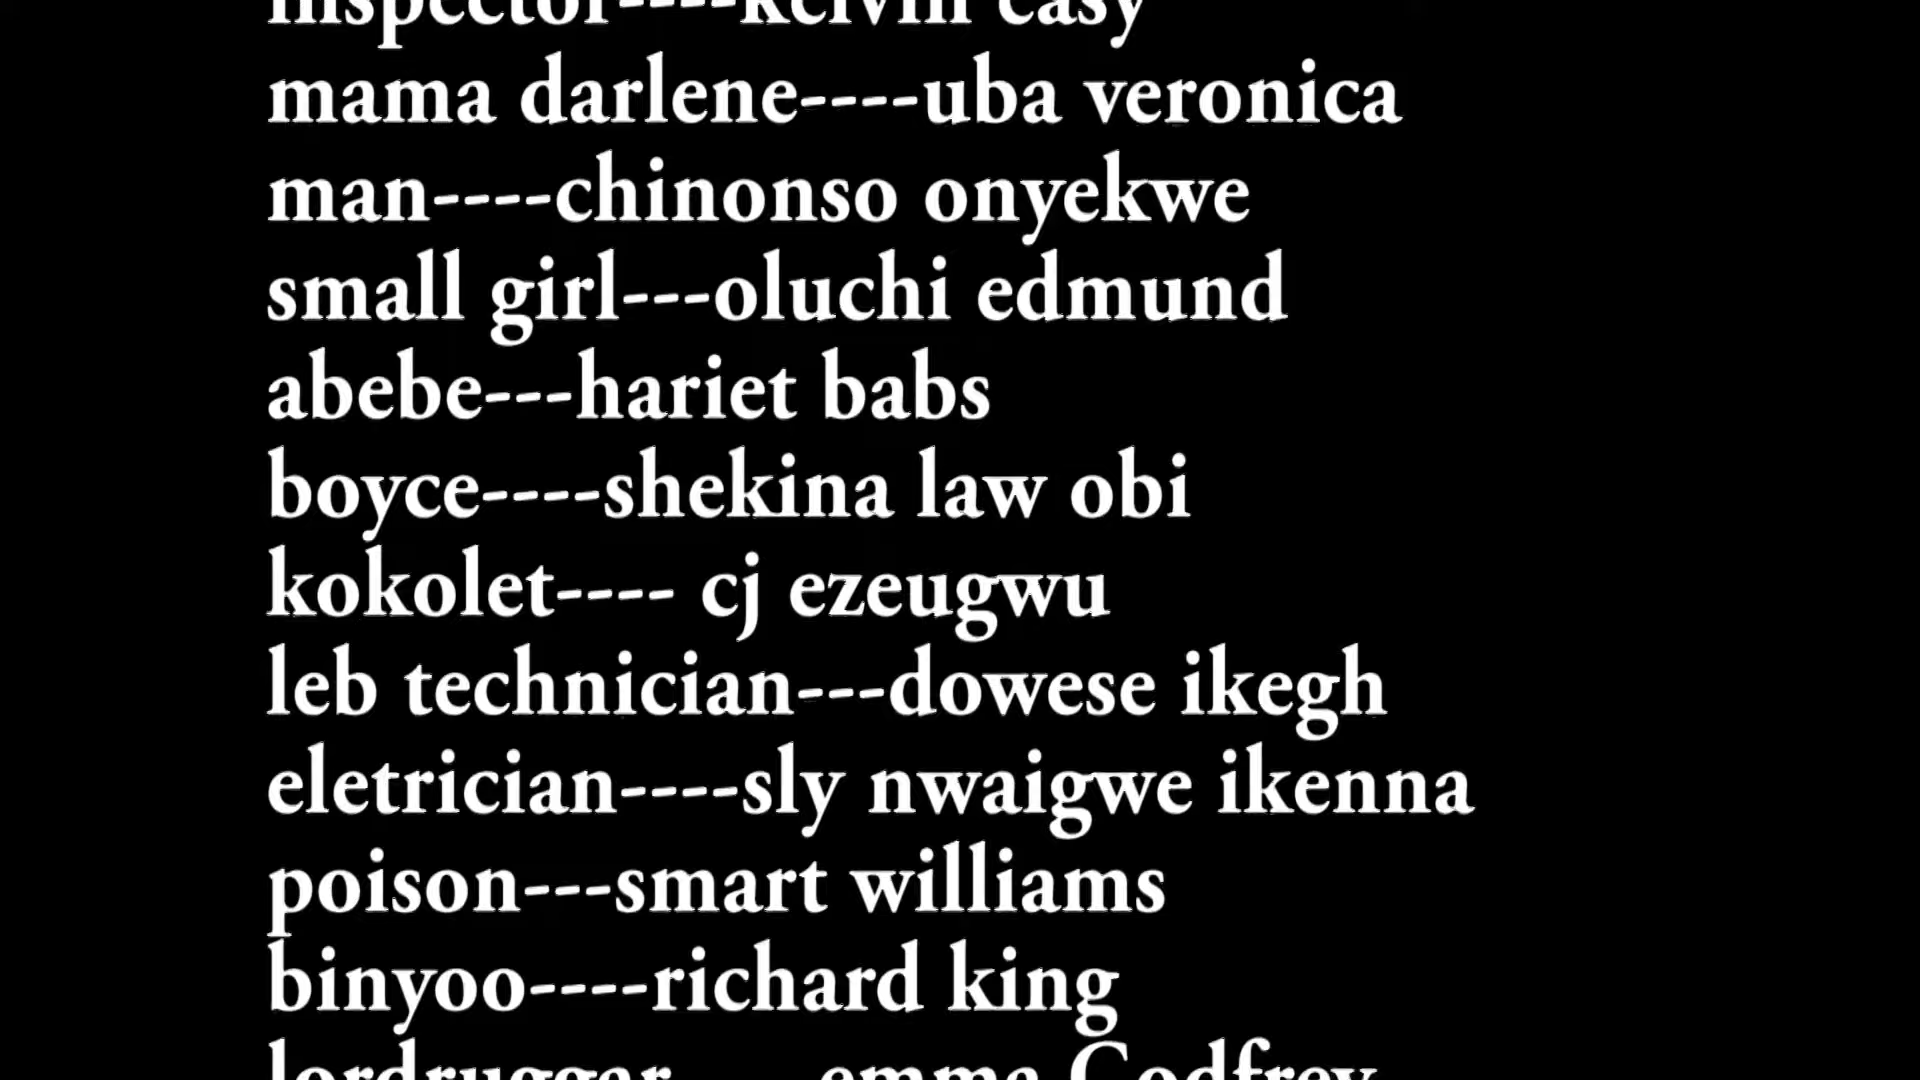 inspector----kelvin easy
mama darlene----uba veronica
man----chinonso onyekwe
small girl---oluchi edmund
abebe---hariet babs
boyce----shekina law obi
kokolet---- cj ezeugwu
leb technician---dowese ikegh
eletrician----sly nwaigwe ikenna
poison---smart williams
binyoo----richard king
lordruggar---- emma Godfrey